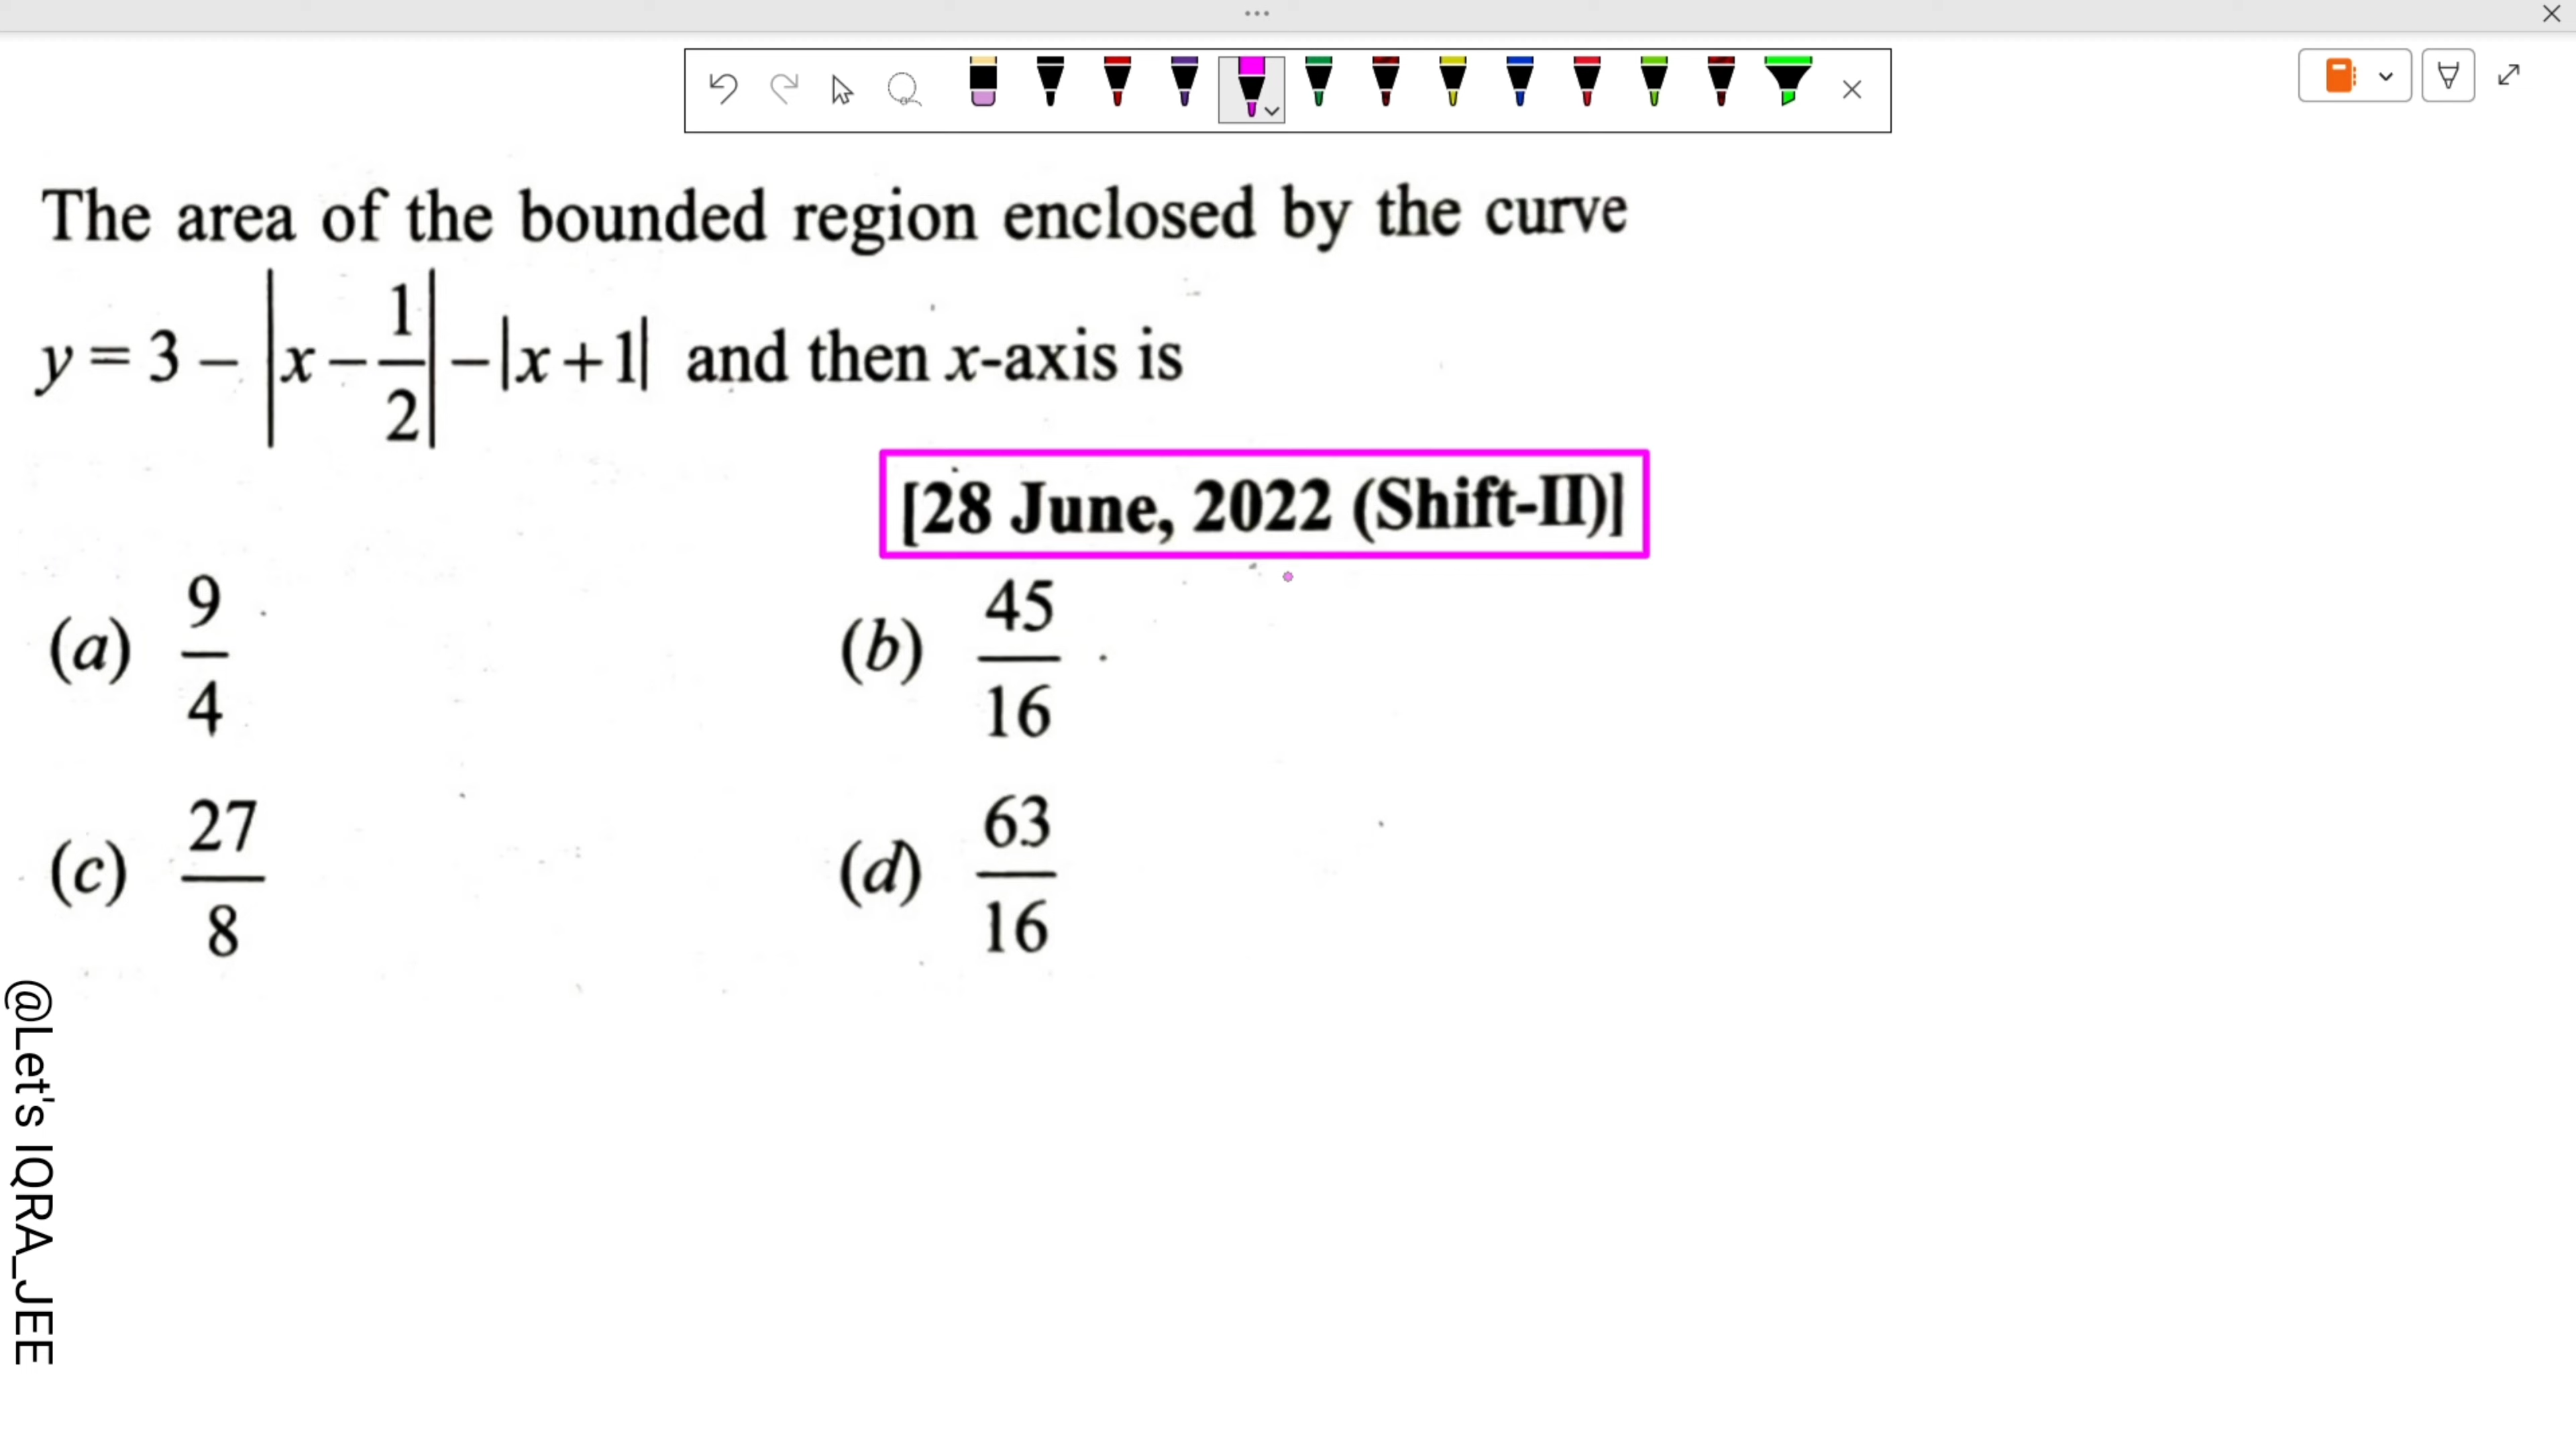 The area of the bounded region enclosed by the curve
y = 3 − |x − 1/2| − |x + 1| and then x-axis is
[28 June, 2022 (Shift-II)]
(a) 9/4 (b) 45/16
(c) 27/8 (d) 63/16
@Let's IQRA_JEE